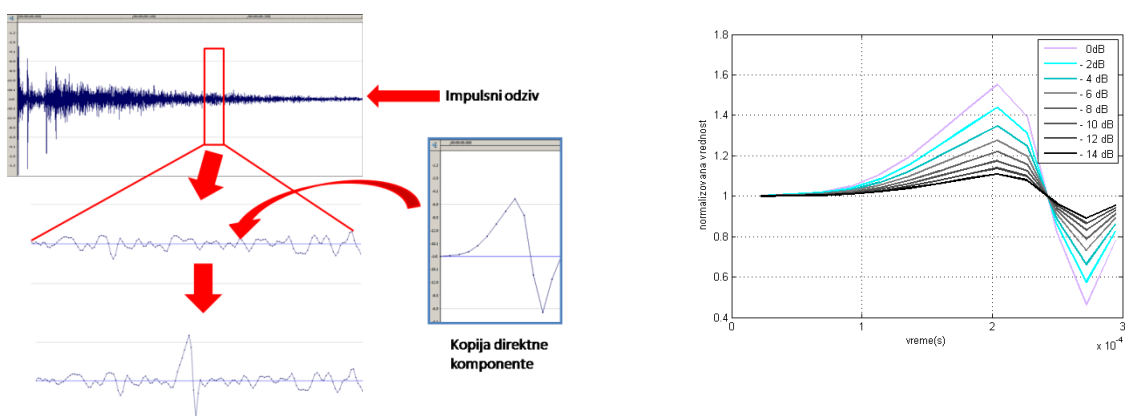 Impulsni odziv
Kopija direktne
komponente
normalizovana vrednost
1.8
1.6
1.4
1.2
1
0.8
0.6
0.4
0
1
2
3
x 10⁻⁴
vreme(s)
0dB
-2dB
- 4 dB
- 6 dB
- 8 dB
- 10 dB
- 12 dB
- 14 dB